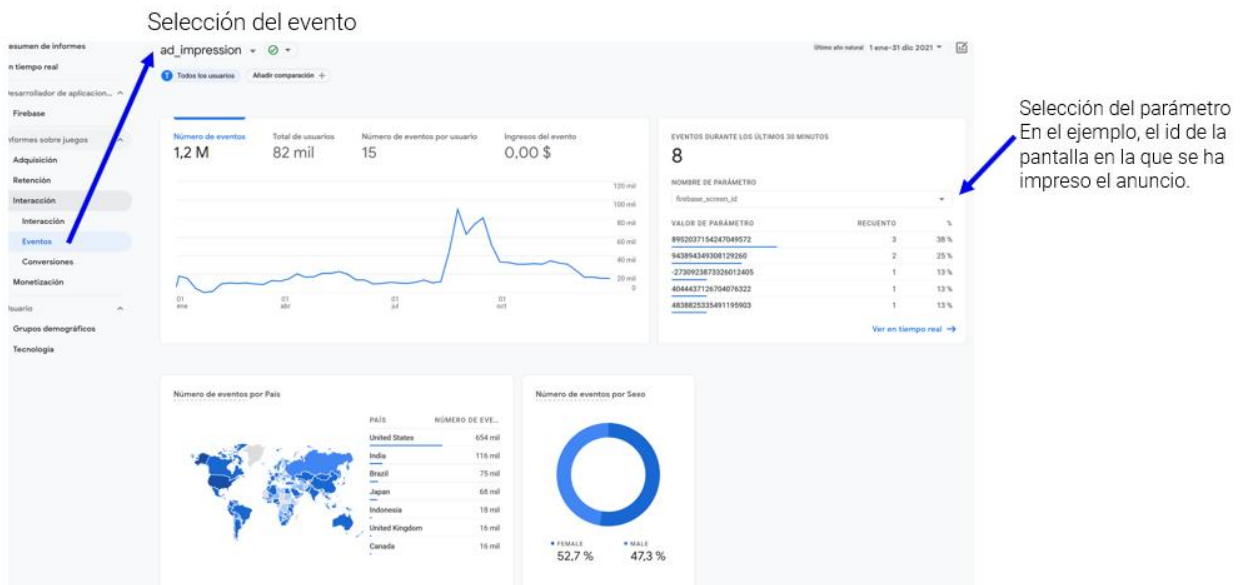 Selección del evento
esumen de informes
n tiempo real
esarrollador de aplicacion...
Firebase
nformes sobre juegos
Adquisición
Retención
Interacción
Interacción
Eventos
Conversiones
Monetización
suario
Grupos demográficos
Tecnología
ad_impression
Último año natural 1 ene-31 dic 2021
T Todos los usuarios Añadir comparación +
Número de eventos Total de usuarios Número de eventos por usuario Ingresos del evento
1,2 M 82 mil 15 0,00 $
120 mil
100 mil
80 mil
60 mil
40 mil
20 mil
0
01 ene 01 abr 01 jul 01 oct
EVENTOS DURANTE LOS ÚLTIMOS 30 MINUTOS
8
NOMBRE DE PARÁMETRO
firebase_screen_id
VALOR DE PARÁMETRO RECUENTO %
8952037154247049572 3 38 %
943894349308129260 2 25 %
-2730923873326012405 1 13 %
4044437126704076322 1 13 %
4838825335491195903 1 13 %
Ver en tiempo real →
Selección del parámetro
En el ejemplo, el id de la
pantalla en la que se ha
impreso el anuncio.
Número de eventos por País
PAÍS NÚMERO DE EVE...
United States 654 mil
India 116 mil
Brazil 75 mil
Japan 68 mil
Indonesia 18 mil
United Kingdom 16 mil
Canada 16 mil
Número de eventos por Sexo
FEMALE MALE
52,7 % 47,3 %